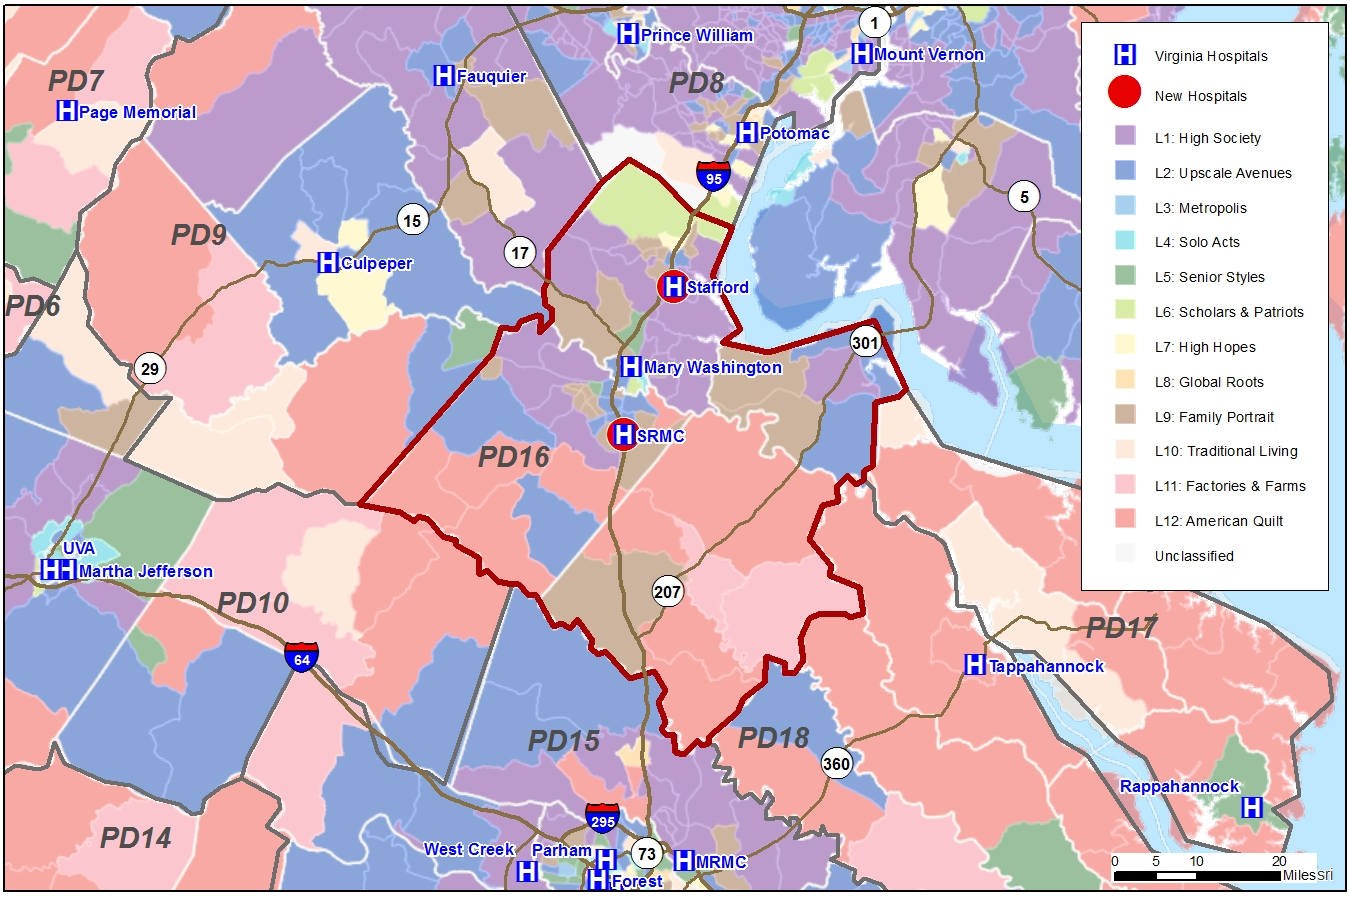 1
Prince William
Mount Vernon
Fauquier
PD7
PD8
Page Memorial
Potomac
95
5
15
PD9
17
Culpeper
Stafford
PD6
301
29
Mary Washington
SRMC
PD16
UVA
Martha Jefferson
207
PD10
PD17
64
Tappahannock
PD15
PD18
360
Rappahannock
295
PD14
West Creek
Parham
73
MRMC
Forest
Virginia Hospitals
New Hospitals
L1: High Society
L2: Upscale Avenues
L3: Metropolis
L4: Solo Acts
L5: Senior Styles
L6: Scholars & Patriots
L7: High Hopes
L8: Global Roots
L9: Family Portrait
L10: Traditional Living
L11: Factories & Farms
L12: American Quilt
Unclassified
0 5 10 20
Miles sri